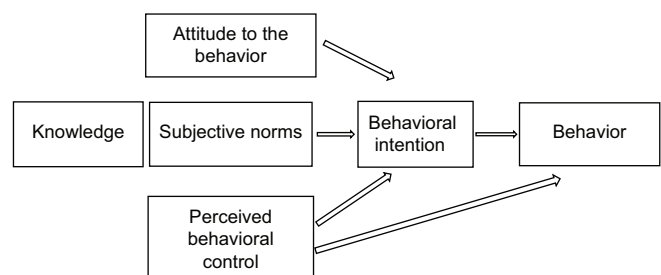 Attitude to the
behavior
Knowledge
Subjective norms
Behavioral
intention
Behavior
Perceived
behavioral
control